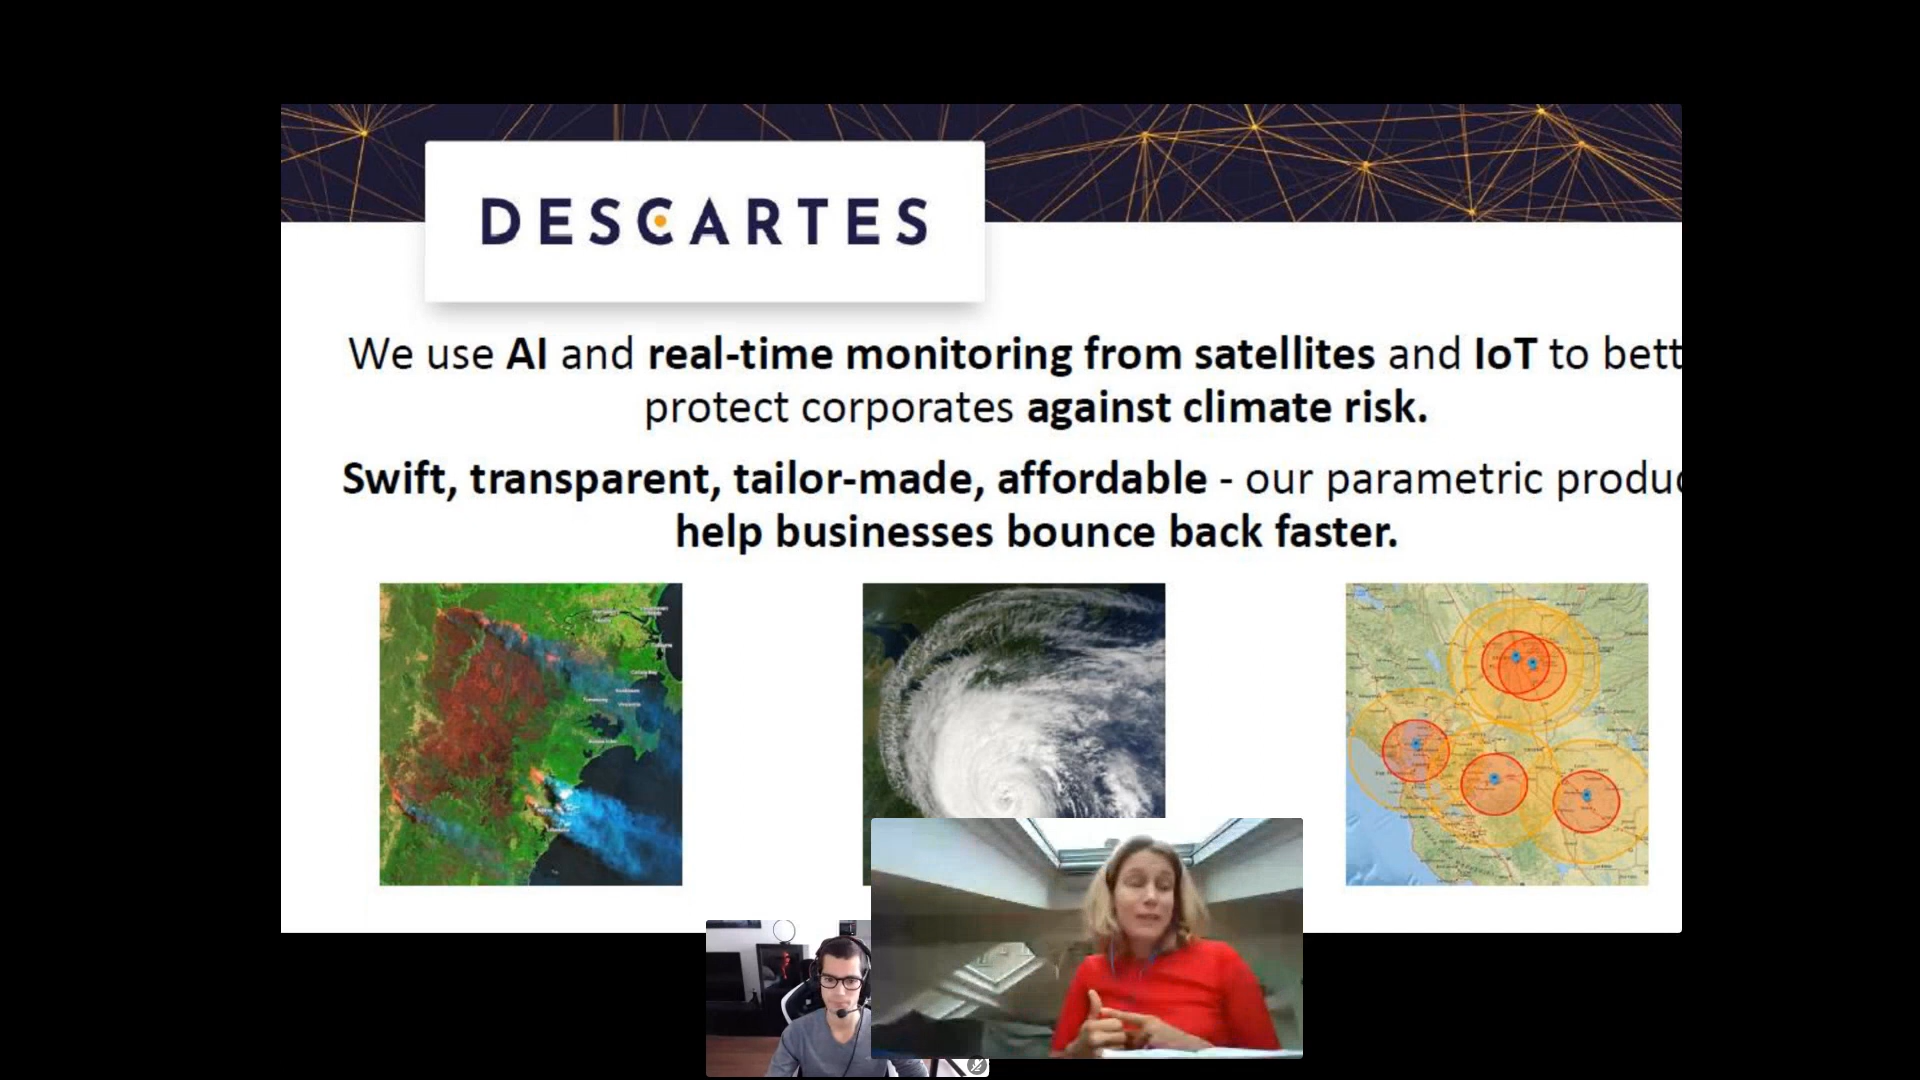 DESCARTES
We use AI and real-time monitoring from satellites and IoT to bett
protect corporates against climate risk.
Swift, transparent, tailor-made, affordable - our parametric produc
help businesses bounce back faster.